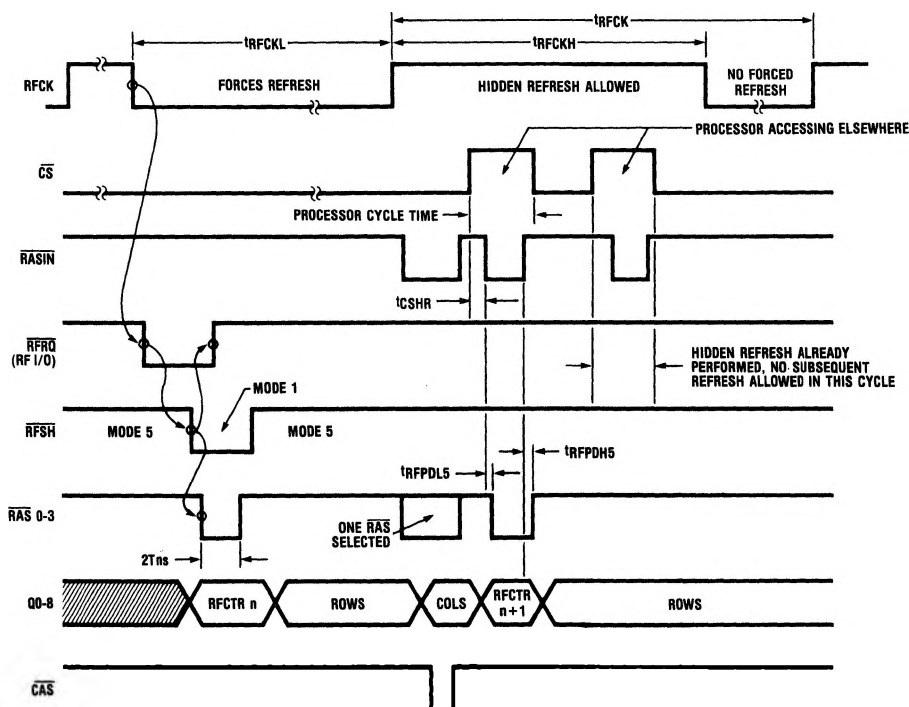 tRFCK
tRFCKL
tRFCKH
RFCK
FORCES REFRESH
HIDDEN REFRESH ALLOWED
NO FORCED
REFRESH
PROCESSOR ACCESSING ELSEWHERE
CS
PROCESSOR CYCLE TIME
RASIN
tCSHR
RFRQ
(RF I/O)
HIDDEN REFRESH ALREADY
PERFORMED, NO SUBSEQUENT
REFRESH ALLOWED IN THIS CYCLE
MODE 1
RFSH
MODE 5
MODE 5
tRFPDH5
tRFPDL5
RAS 0-3
ONE RAS
SELECTED
2Tns
Q0-8
RFCTR n
ROWS
COLS
RFCTR
n+1
ROWS
CAS